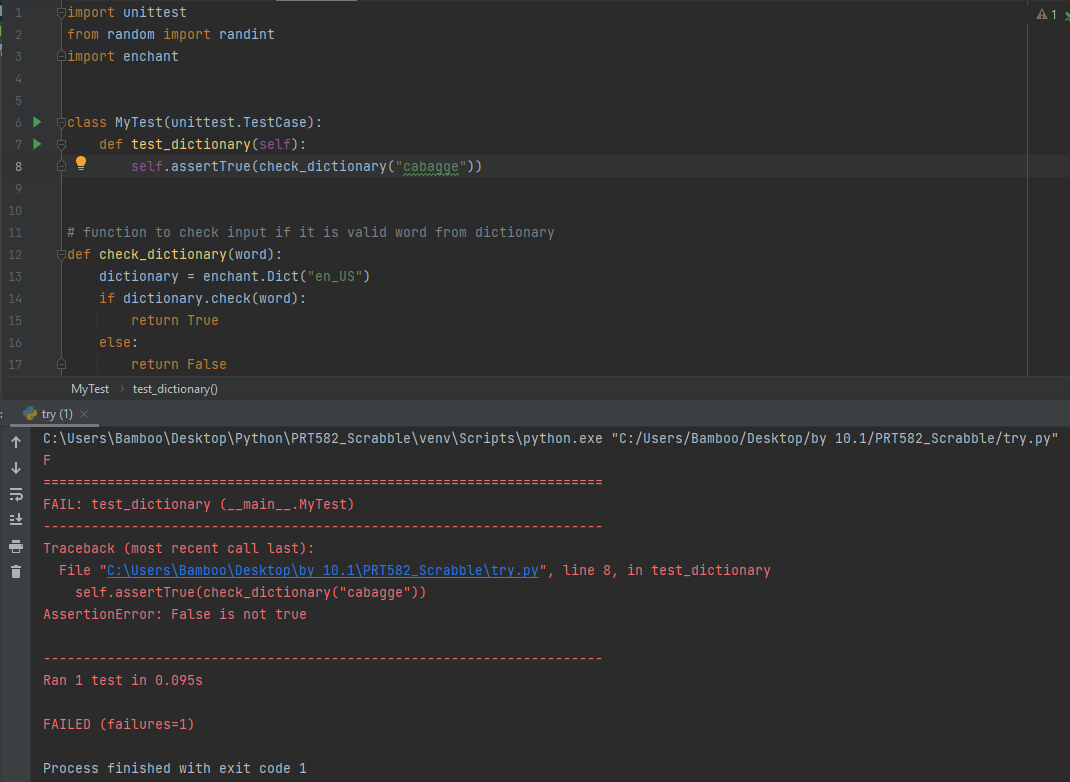 1 import unittest
⚠ 1
2 from random import randint
3 import enchant
4
5
6 class MyTest(unittest.TestCase):
7     def test_dictionary(self):
8         self.assertTrue(check_dictionary("cabagge"))
9
10
11 # function to check input if it is valid word from dictionary
12 def check_dictionary(word):
13     dictionary = enchant.Dict("en_US")
14     if dictionary.check(word):
15         return True
16     else:
17         return False
MyTest › test_dictionary()
: try (1) ×
C:\Users\Bamboo\Desktop\Python\PRT582_Scrabble\venv\Scripts\python.exe "C:/Users/Bamboo/Desktop/by 10.1/PRT582_Scrabble/try.py"
F
======================================================================
FAIL: test_dictionary (__main__.MyTest)
----------------------------------------------------------------------
Traceback (most recent call last):
  File "C:\Users\Bamboo\Desktop\by 10.1\PRT582_Scrabble\try.py", line 8, in test_dictionary
    self.assertTrue(check_dictionary("cabagge"))
AssertionError: False is not true

----------------------------------------------------------------------
Ran 1 test in 0.095s

FAILED (failures=1)

Process finished with exit code 1